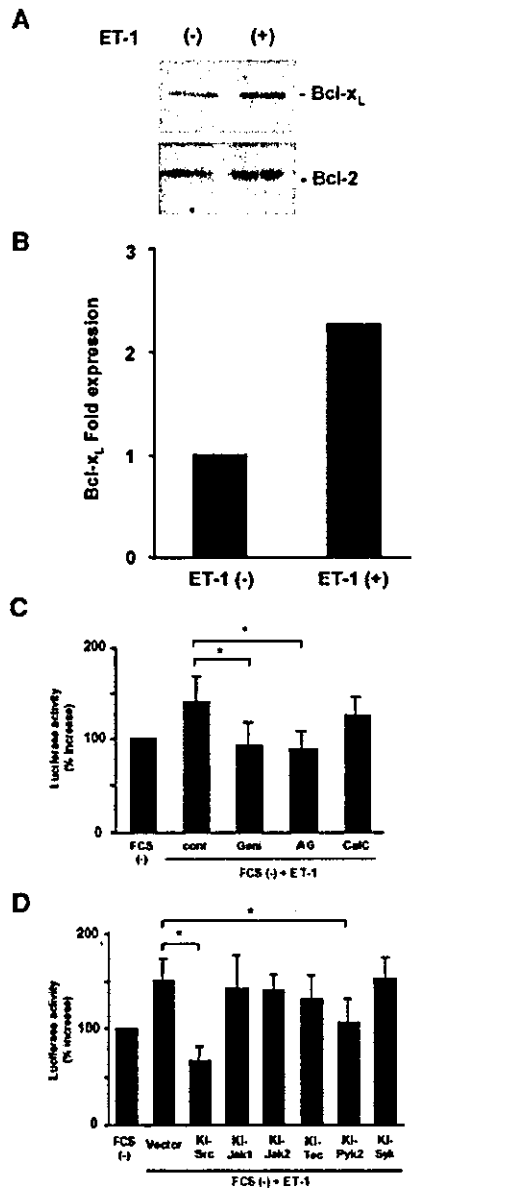 A
ET-1 (-) (+)
- Bcl-xL
- Bcl-2
B
Bcl-xL Fold expression
3
2
1
0
ET-1 (-) ET-1 (+)
C
Luciferase activity
(% increase)
200
100
0
* *
FCS
(-)
cont Geni AG CalC
FCS (-) + ET-1
D
Luciferase activity
(% increase)
200
100
0
* *
FCS
(-)
Vector
KI-
Src
KI-
Jak1
KI-
Jak2
KI-
Tec
KI-
Pyk2
KI-
Syk
FCS (-) + ET-1